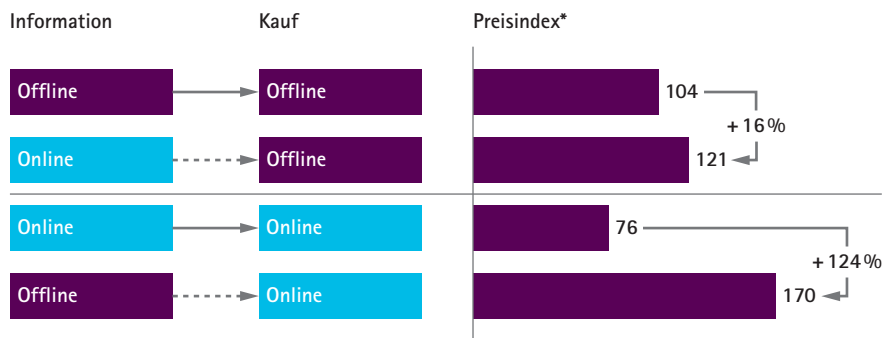 Information Kauf Preisindex*
Offline Offline 104
+ 16 %
Online Offline 121
Online Online 76
+ 124 %
Offline Online 170